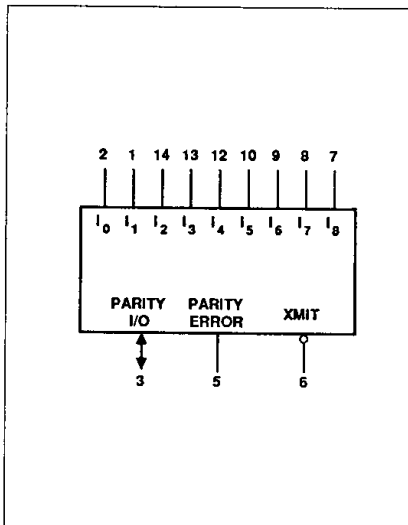 2 1 14 13 12 10 9 8 7
I0 I1 I2 I3 I4 I5 I6 I7 I8
PARITY I/O PARITY ERROR XMIT
3 5 6